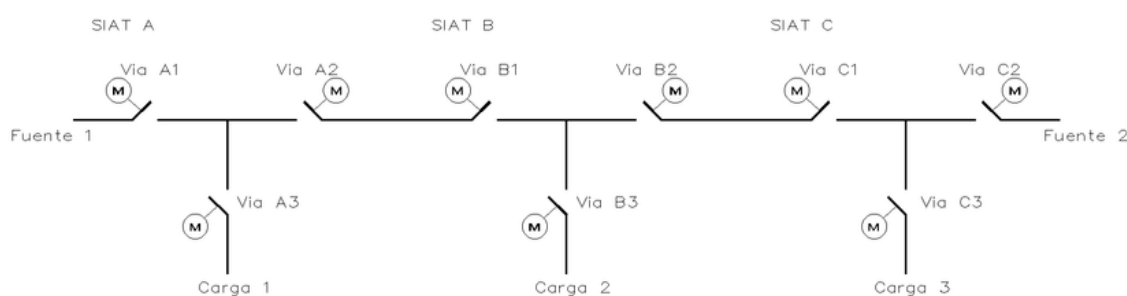 SIAT A SIAT B SIAT C
Via A1 Via A2 Via B1 Via B2 Via C1 Via C2
M M M M M M
Fuente 1 Fuente 2
Via A3 Via B3 Via C3
M M M
Carga 1 Carga 2 Carga 3